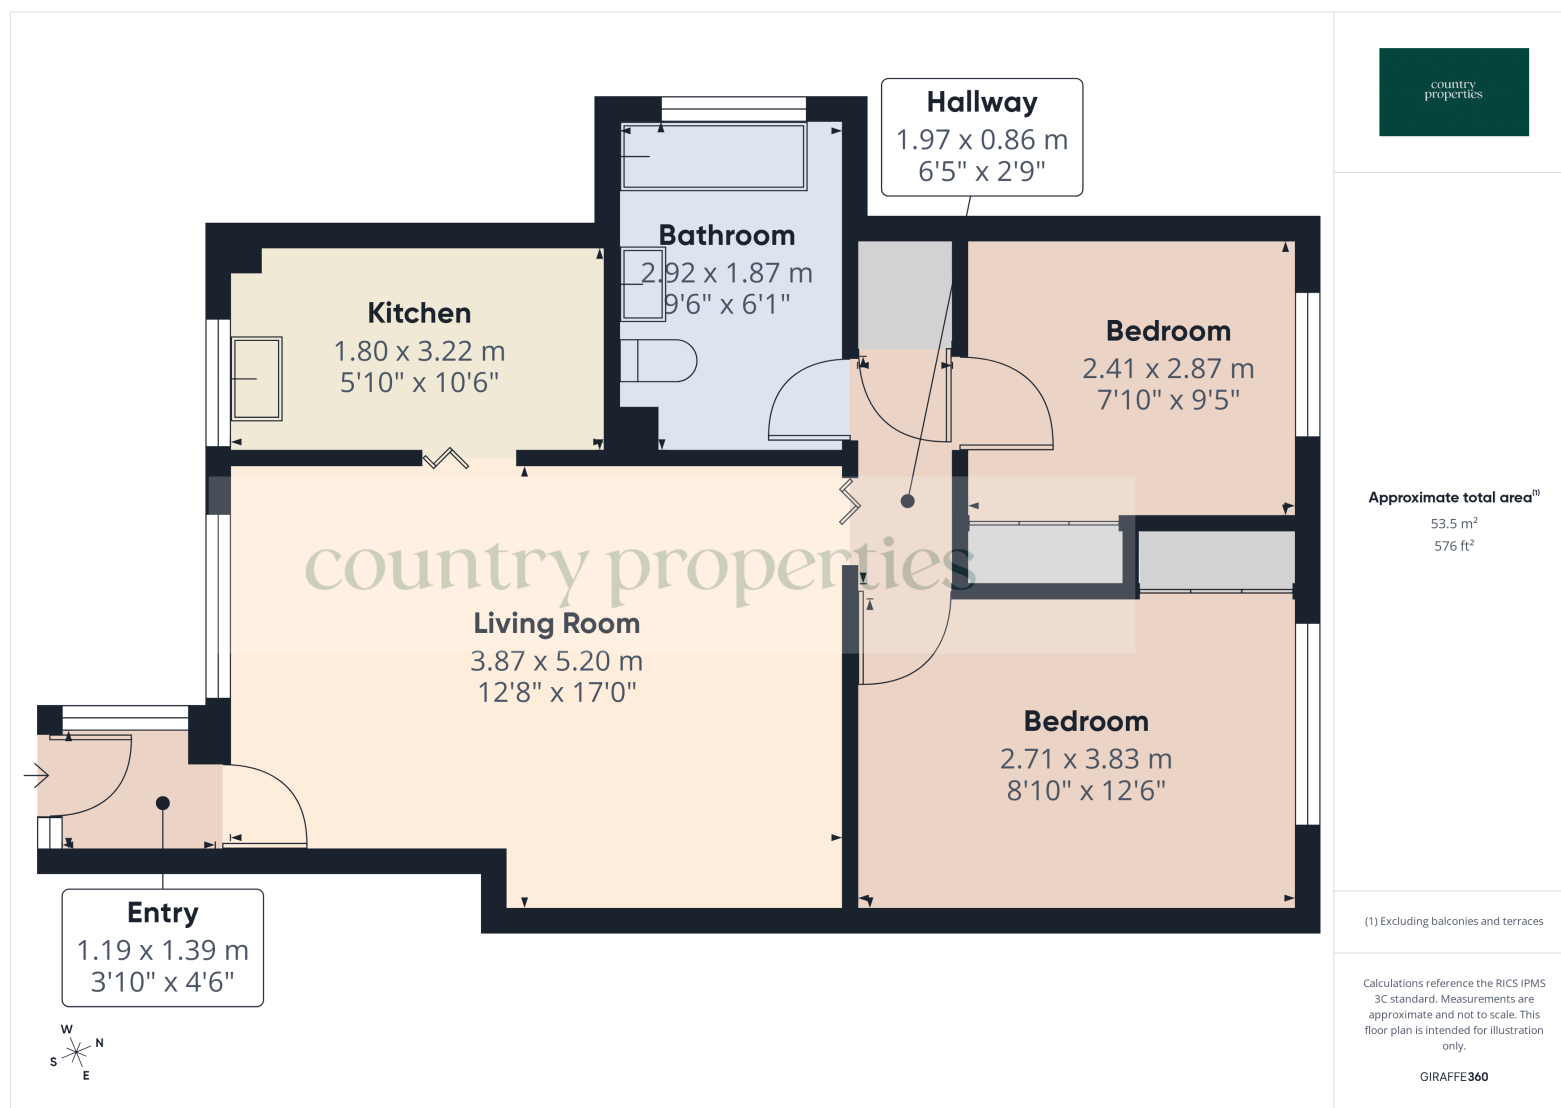 Hallway
1.97 x 0.86 m
6'5" x 2'9"
Bathroom
2.92 x 1.87 m
9'6" x 6'1"
Kitchen
1.80 x 3.22 m
5'10" x 10'6"
Bedroom
2.41 x 2.87 m
7'10" x 9'5"
country properties
Living Room
3.87 x 5.20 m
12'8" x 17'0"
Bedroom
2.71 x 3.83 m
8'10" x 12'6"
Entry
1.19 x 1.39 m
3'10" x 4'6"
W
N
S
E
country
properties
Approximate total area(1)
53.5 m²
576 ft²
(1) Excluding balconies and terraces
Calculations reference the RICS IPMS
3C standard. Measurements are
approximate and not to scale. This
floor plan is intended for illustration
only.
GIRAFFE360